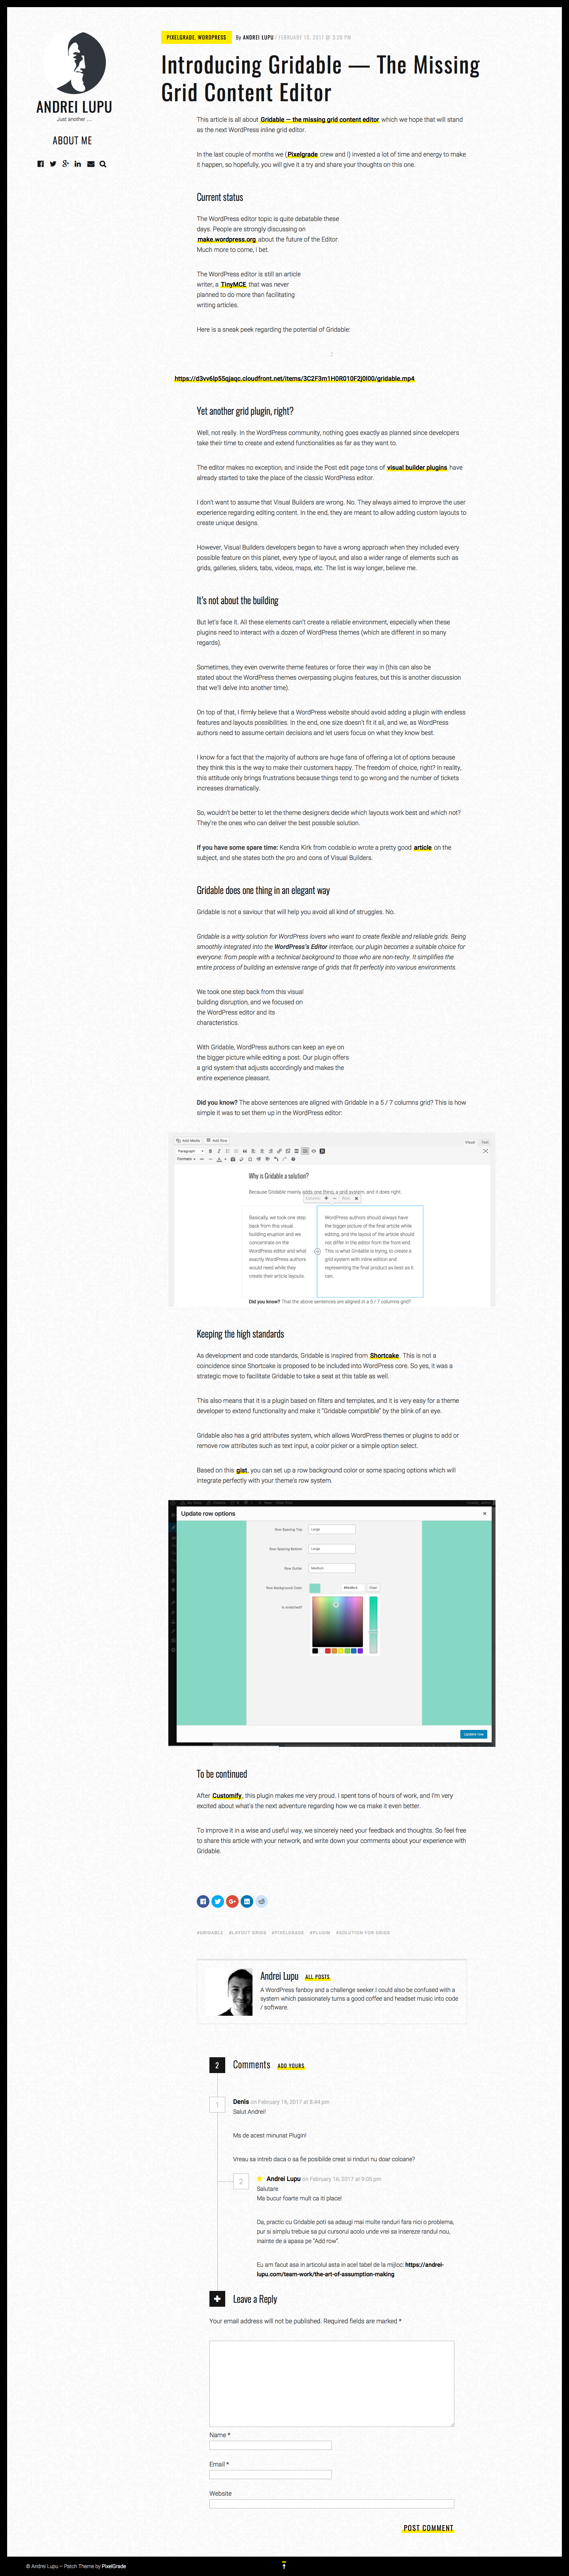 ANDREI LUPU
Just another ...
ABOUT ME
PIXELGRADE, WORDPRESS
By ANDREI LUPU / FEBRUARY 15, 2017 @ 3:29 PM
Introducing Gridable — The Missing
Grid Content Editor
This article is all about Gridable — the missing grid content editor which we hope that will stand
as the next WordPress inline grid editor.
In the last couple of months we (Pixelgrade crew and I) invested a lot of time and energy to make
it happen, so hopefully, you will give it a try and share your thoughts on this one.
Current status
The WordPress editor topic is quite debatable these
days. People are strongly discussing on
make.wordpress.org about the future of the Editor.
Much more to come, I bet.
The WordPress editor is still an article
writer, a TinyMCE that was never
planned to do more than facilitating
writing articles.
Here is a sneak peek regarding the potential of Gridable:
https://d3vv6lp55qjaqc.cloudfront.net/items/3C2F3m1H0R010F2j0I00/gridable.mp4
Yet another grid plugin, right?
Well, not really. In the WordPress community, nothing goes exactly as planned since developers
take their time to create and extend functionalities as far as they want to.
The editor makes no exception, and inside the Post edit page tons of visual builder plugins have
already started to take the place of the classic WordPress editor.
I don't want to assume that Visual Builders are wrong. No. They always aimed to improve the user
experience regarding editing content. In the end, they are meant to allow adding custom layouts to
create unique designs.
However, Visual Builders developers began to have a wrong approach when they included every
possible feature on this planet, every type of layout, and also a wider range of elements such as
grids, galleries, sliders, tabs, videos, maps, etc. The list is way longer, believe me.
It's not about the building
But let's face it. All these elements can't create a reliable environment, especially when these
plugins need to interact with a dozen of WordPress themes (which are different in so many
regards).
Sometimes, they even overwrite theme features or force their way in (this can also be
stated about the WordPress themes overpassing plugins features, but this is another discussion
that we'll delve into another time).
On top of that, I firmly believe that a WordPress website should avoid adding a plugin with endless
features and layouts possibilities. In the end, one size doesn't fit it all, and we, as WordPress
authors need to assume certain decisions and let users focus on what they know best.
I know for a fact that the majority of authors are huge fans of offering a lot of options because
they think this is the way to make their customers happy. The freedom of choice, right? In reality,
this attitude only brings frustrations because things tend to go wrong and the number of tickets
increases dramatically.
So, wouldn't be better to let the theme designers decide which layouts work best and which not?
They're the ones who can deliver the best possible solution.
If you have some spare time: Kendra Kirk from codable.io wrote a pretty good article on the
subject, and she states both the pro and cons of Visual Builders.
Gridable does one thing in an elegant way
Gridable is not a saviour that will help you avoid all kind of struggles. No.
Gridable is a witty solution for WordPress lovers who want to create flexible and reliable grids. Being
smoothly integrated into the WordPress's Editor interface, our plugin becomes a suitable choice for
everyone: from people with a technical background to those who are non-techy. It simplifies the
entire process of building an extensive range of grids that fit perfectly into various environments.
We took one step back from this visual
building disruption, and we focused on
the WordPress editor and its
characteristics.
With Gridable, WordPress authors can keep an eye on
the bigger picture while editing a post. Our plugin offers
a grid system that adjusts accordingly and makes the
entire experience pleasant.
Did you know? The above sentences are aligned with Gridable in a 5 / 7 columns grid? This is how
simple it was to set them up in the WordPress editor:
Add Media Add Row
Visual Text
Paragraph
Formats
Why is Gridable a solution?
Because Gridable mainly adds one thing, a grid system, and it does right.
Columns: Row:
Basically, we took one step
back from this visual
building eruption and we
concentrate on the
WordPress editor and what
exactly WordPress authors
would need while they
create their article layouts.
WordPress authors should always have
the bigger picture of the final article while
editing, and the layout of the article should
not differ in the editor from the front-end.
This is what Gridable is trying, to create a
grid system with inline edition and
representing the final product as best as it
can.
Did you know? That the above sentences are aligned in a 5 / 7 columns grid?
Keeping the high standards
As development and code standards, Gridable is inspired from Shortcake. This is not a
coincidence since Shortcake is proposed to be included into WordPress core. So yes, it was a
strategic move to facilitate Gridable to take a seat at this table as well.
This also means that it is a plugin based on filters and templates, and it is very easy for a theme
developer to extend functionality and make it "Gridable compatible" by the blink of an eye.
Gridable also has a grid attributes system, which allows WordPress themes or plugins to add or
remove row attributes such as text input, a color picker or a simple option select.
Based on this gist, you can set up a row background color or some spacing options which will
integrate perfectly with your theme's row system.
Update row options
Row Spacing Top Large
Row Spacing Bottom Large
Row Gutter Medium
Row Background Color Clear
Is stretched?
Update row
To be continued
After Customify, this plugin makes me very proud. I spent tons of hours of work, and I'm very
excited about what's the next adventure regarding how we ca make it even better.
To improve it in a wise and useful way, we sincerely need your feedback and thoughts. So feel free
to share this article with your network, and write down your comments about your experience with
Gridable.
#GRIDABLE #LAYOUT GRIDS #PIXELGRADE #PLUGIN #SOLUTION FOR GRIDS
Andrei Lupu ALL POSTS
A WordPress fanboy and a challenge seeker.I could also be confused with a
system which passionately turns a good coffee and headset music into code
/ software.
2 Comments ADD YOURS
1 Denis on February 16, 2017 at 8:44 pm
Salut Andrei!
Ms de acest minunat Plugin!
Vreau sa intreb daca o sa fie posibilde creat si rinduri nu doar coloane?
2 Andrei Lupu on February 16, 2017 at 9:05 pm
Salutare
Ma bucur foarte mult ca iti place!
Da, practic cu Gridable poti sa adaugi mai multe randuri fara nici o problema,
pur si simplu trebuie sa pui cursorul acolo unde vrei sa insereze randul nou,
inainte de a apasa pe "Add row".
Eu am facut asa in articolul asta in acel tabel de la mijloc: https://andrei-
lupu.com/team-work/the-art-of-assumption-making
Leave a Reply
Your email address will not be published. Required fields are marked *
Name *
Email *
Website
POST COMMENT
© Andrei Lupu — Patch Theme by PixelGrade